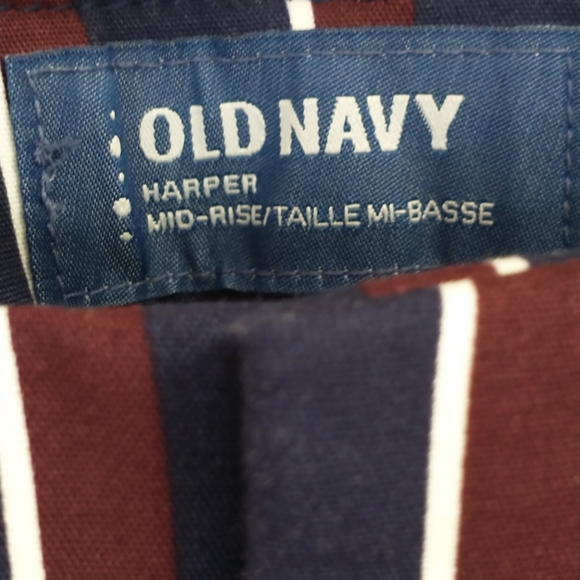 OLD NAVY
HARPER
MID-RISE/TAILLE MI-BASSE